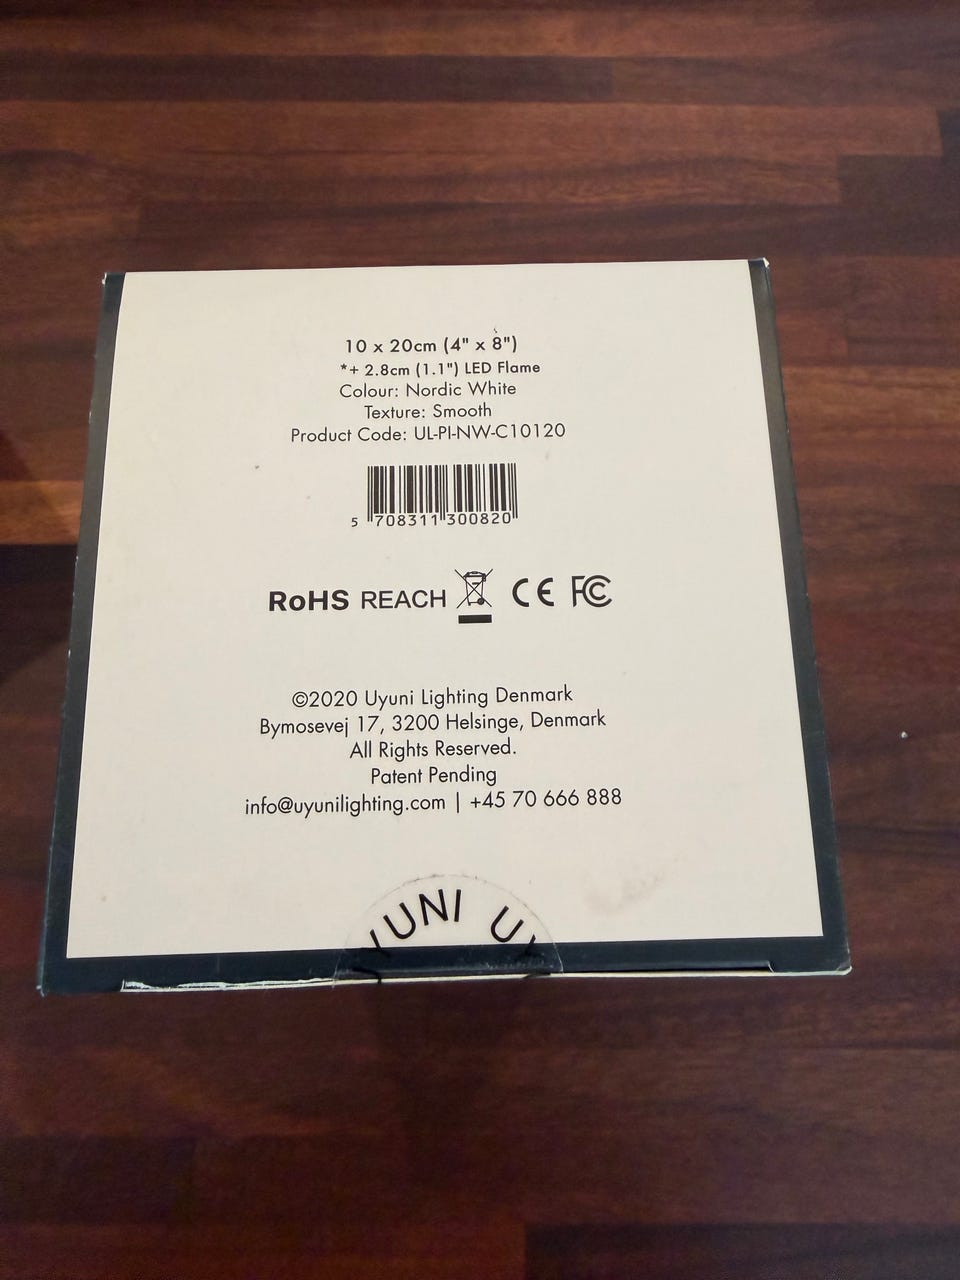 10 x 20cm (4" x 8")
*+ 2.8cm (1.1") LED Flame
Colour: Nordic White
Texture: Smooth
Product Code: UL-PI-NW-C10120
5 708311 300820
RoHS REACH CE FC
©2020 Uyuni Lighting Denmark
Bymosevej 17, 3200 Helsinge, Denmark
All Rights Reserved.
Patent Pending
info@uyunilighting.com | +45 70 666 888
UYUNI UY